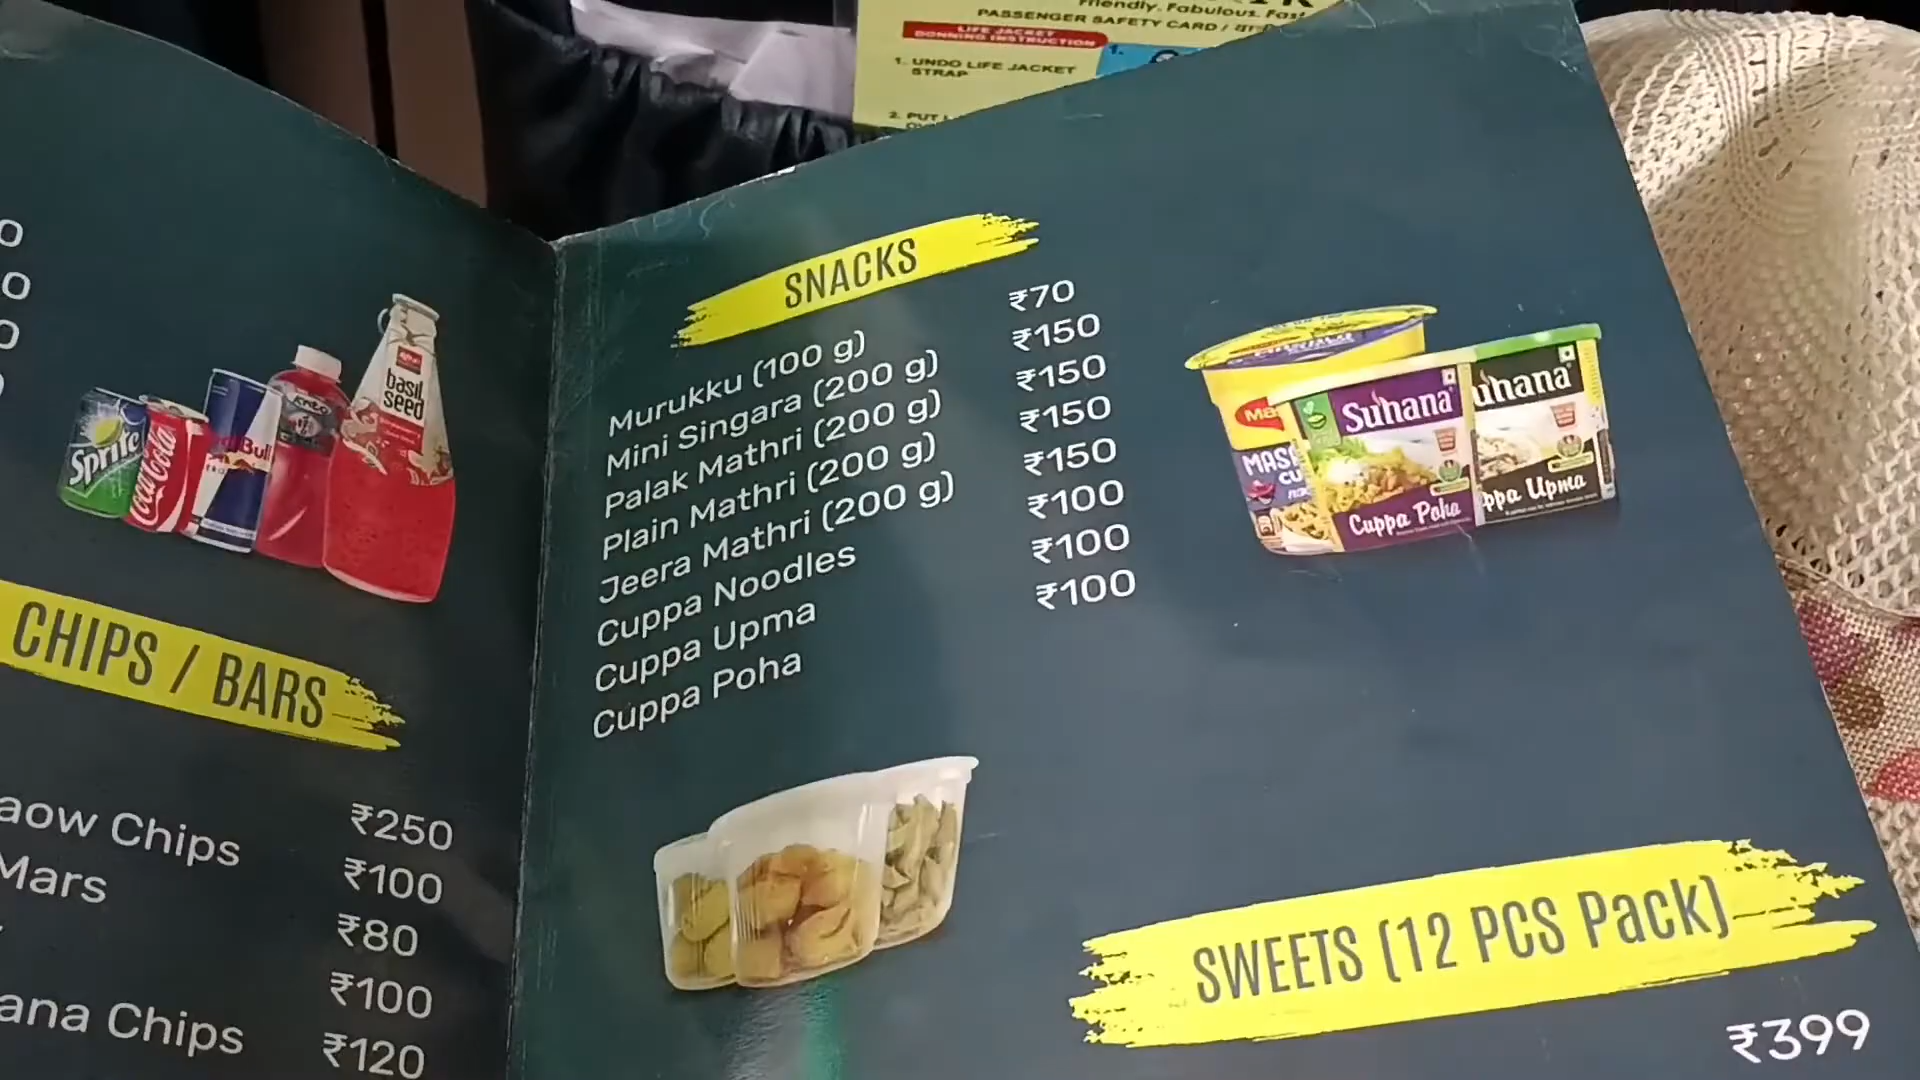 Friendly. Fabulous. Fast
PASSENGER SAFETY CARD /
LIFE JACKET
DONNING INSTRUCTION
1.
1. UNDO LIFE JACKET
STRAP
2. PUT
Sprite
Coca-Cola
Bull
basil
seed
CHIPS / BARS
Chips ₹250
Mars ₹100
₹80
₹100
Chips ₹120
SNACKS
Murukku (100 g) ₹70
Mini Singara (200 g) ₹150
Palak Mathri (200 g) ₹150
Plain Mathri (200 g) ₹150
Jeera Mathri (200 g) ₹150
Cuppa Noodles ₹100
Cuppa Upma ₹100
Cuppa Poha ₹100
Suhana
Cuppa Poha
uhana
ppa Upma
SWEETS (12 PCS Pack)
₹399